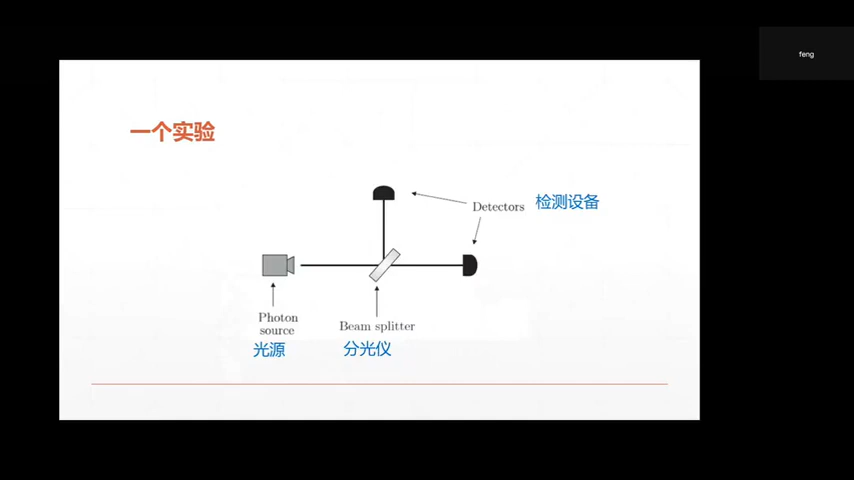 feng
一个实验
Detectors 检测设备
Photon
source
光源
Beam splitter
分光仪